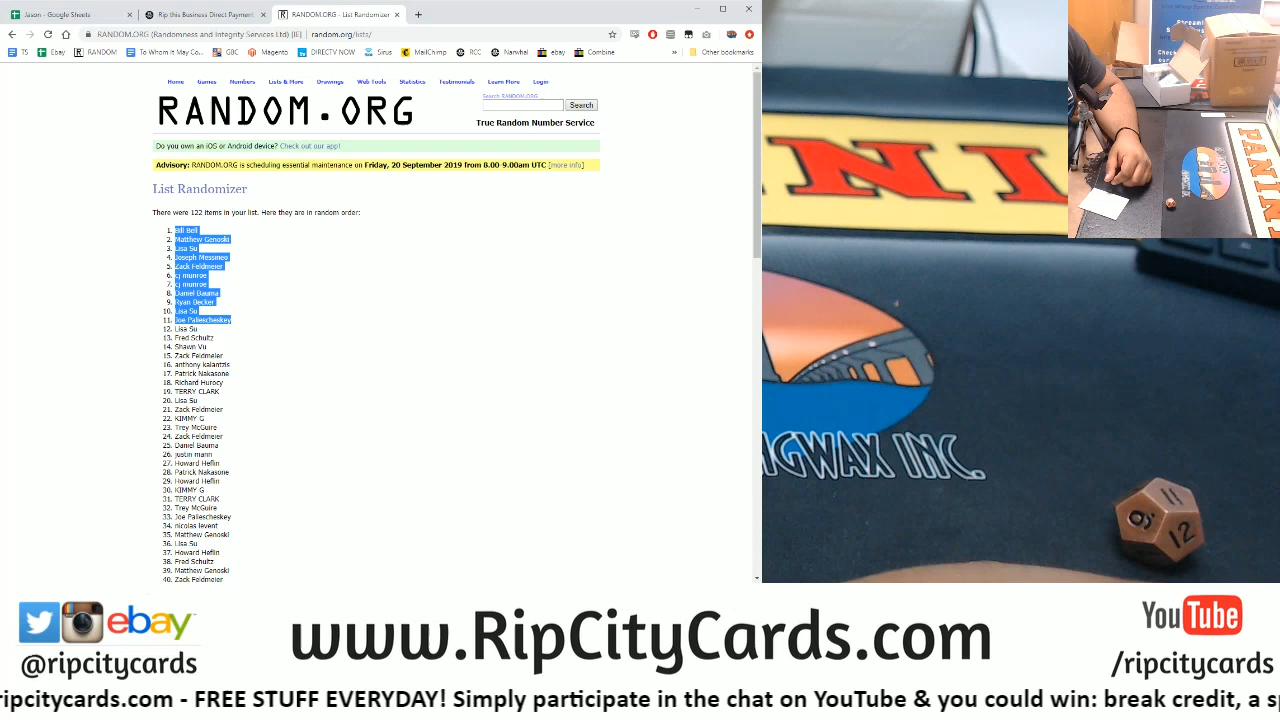 Jason - Google Sheets
Rip this Business Direct Payment
RANDOM.ORG - List Randomizer
RANDOM.ORG (Randomness and Integrity Services Ltd) [IE] | random.org/lists/
TS Ebay RANDOM To Whom It May Co... GBC Magento DIRECTV NOW Sirus MailChimp RCC Narwhal ebay Combine » Other bookmarks
Home Games Numbers Lists & More Drawings Web Tools Statistics Testimonials Learn More Login
RANDOM.ORG
Search RANDOM.ORG
Search
True Random Number Service
Do you own an iOS or Android device? Check out our app!
Advisory: RANDOM.ORG is scheduling essential maintenance on Friday, 20 September 2019 from 8.00-9.00am UTC [more info]
List Randomizer
There were 122 items in your list. Here they are in random order:
1. Bill Bell
2. Matthew Genoski
3. Lisa Su
4. Joseph Messineo
5. Zack Feldmeier
6. cj munroe
7. cj munroe
8. Daniel Bauma
9. Ryan Becker
10. Lisa Su
11. Joe Paliescheskey
12. Lisa Su
13. Fred Schultz
14. Shawn Vu
15. Zack Feldmeier
16. anthony kalantzis
17. Patrick Nakasone
18. Richard Hurocy
19. TERRY CLARK
20. Lisa Su
21. Zack Feldmeier
22. KIMMY G
23. Trey McGuire
24. Zack Feldmeier
25. Daniel Bauma
26. justin mann
27. Howard Heflin
28. Patrick Nakasone
29. Howard Heflin
30. KIMMY G
31. TERRY CLARK
32. Trey McGuire
33. Joe Paliescheskey
34. nicolas levent
35. Matthew Genoski
36. Lisa Su
37. Howard Heflin
38. Fred Schultz
39. Matthew Genoski
40. Zack Feldmeier
PANINI
NI
GWAX INC.
11
9.
12
ebay
@ripcitycards
www.RipCityCards.com
YouTube
/ripcitycards
ripcitycards.com - FREE STUFF EVERYDAY! Simply participate in the chat on YouTube & you could win: break credit, a sp